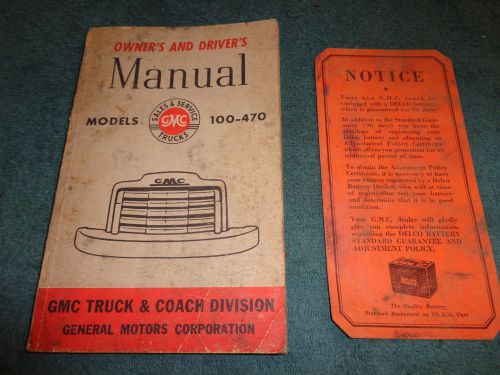 OWNER'S AND DRIVER'S
Manual
MODELS
SALES & SERVICE
GMC
TRUCKS
100-470
GMC
GMC TRUCK & COACH DIVISION
GENERAL MOTORS CORPORATION
NOTICE
Your new G.M.C. truck is
equipped with a DELCO battery
which is guaranteed for 90 days.
In addition to the Standard Guar-
antee (90 days) you have the
privilege of registering your
Delco battery and obtaining an
Adjustment Policy Certificate
which offers you protection for an
additional period of time.
To obtain the Adjustment Policy
Certificate, it is necessary to have
your battery registered by a Delco
Battery Dealer, who will at time
of registration test your battery
and determine that it is in good
condition.
Your G.M.C. dealer will gladly
give you complete information
regarding the DELCO BATTERY
STANDARD GUARANTEE AND
ADJUSTMENT POLICY.
DELCO
The Quality Battery
Standard Equipment on All G.M. Cars